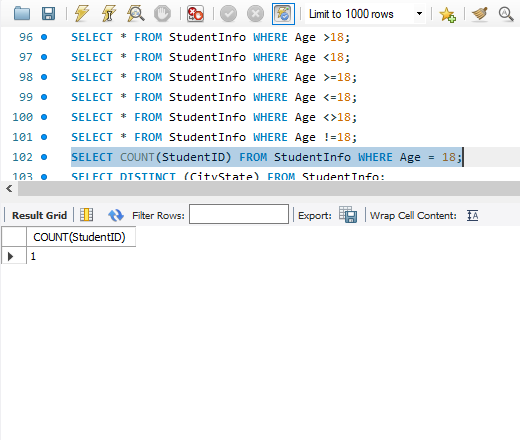 Limit to 1000 rows
96 SELECT * FROM StudentInfo WHERE Age >18;
97 SELECT * FROM StudentInfo WHERE Age <18;
98 SELECT * FROM StudentInfo WHERE Age >=18;
99 SELECT * FROM StudentInfo WHERE Age <=18;
100 SELECT * FROM StudentInfo WHERE Age <>18;
101 SELECT * FROM StudentInfo WHERE Age !=18;
102 SELECT COUNT(StudentID) FROM StudentInfo WHERE Age = 18;
103 SELECT DISTINCT (CityState) FROM StudentInfo;
Result Grid Filter Rows: Export: Wrap Cell Content: IA
COUNT(StudentID)
1